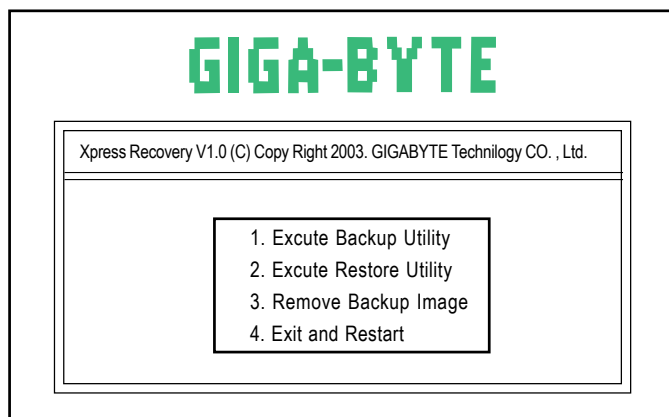 GIGA-BYTE
Xpress Recovery V1.0 (C) Copy Right 2003. GIGABYTE Technilogy CO. , Ltd.
1. Excute Backup Utility
2. Excute Restore Utility
3. Remove Backup Image
4. Exit and Restart